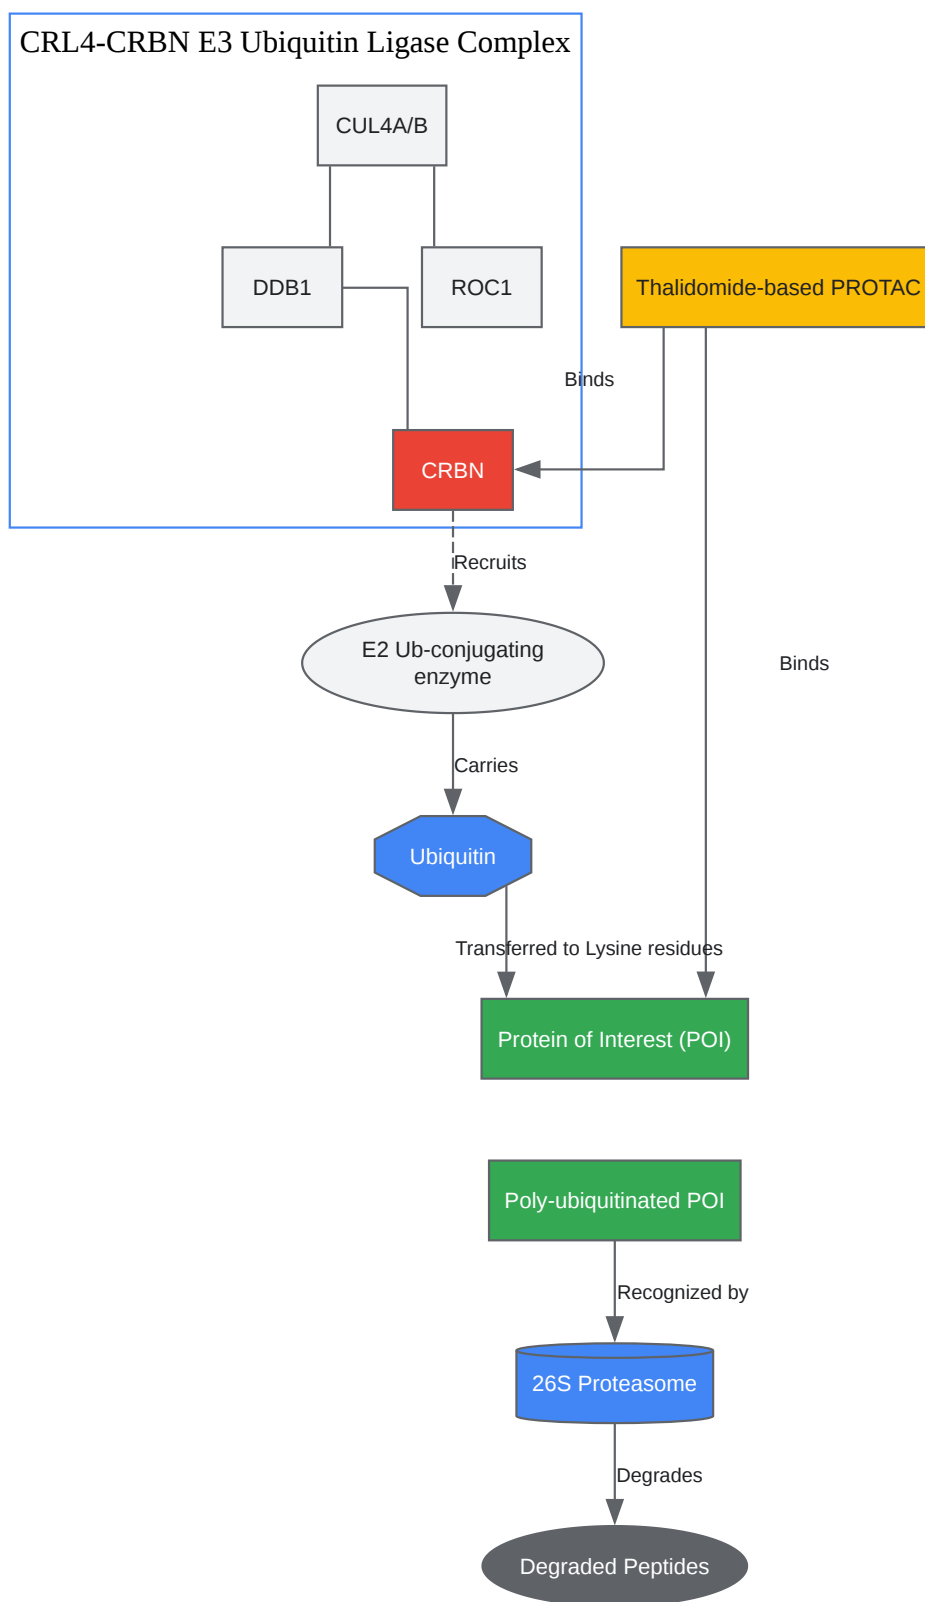 CRL4-CRBN E3 Ubiquitin Ligase Complex
CUL4A/B
DDB1
ROC1
Thalidomide-based PROTAC
Binds
CRBN
Recruits
E2 Ub-conjugating
enzyme
Binds
Carries
Ubiquitin
Transferred to Lysine residues
Protein of Interest (POI)
Poly-ubiquitinated POI
Recognized by
26S Proteasome
Degrades
Degraded Peptides